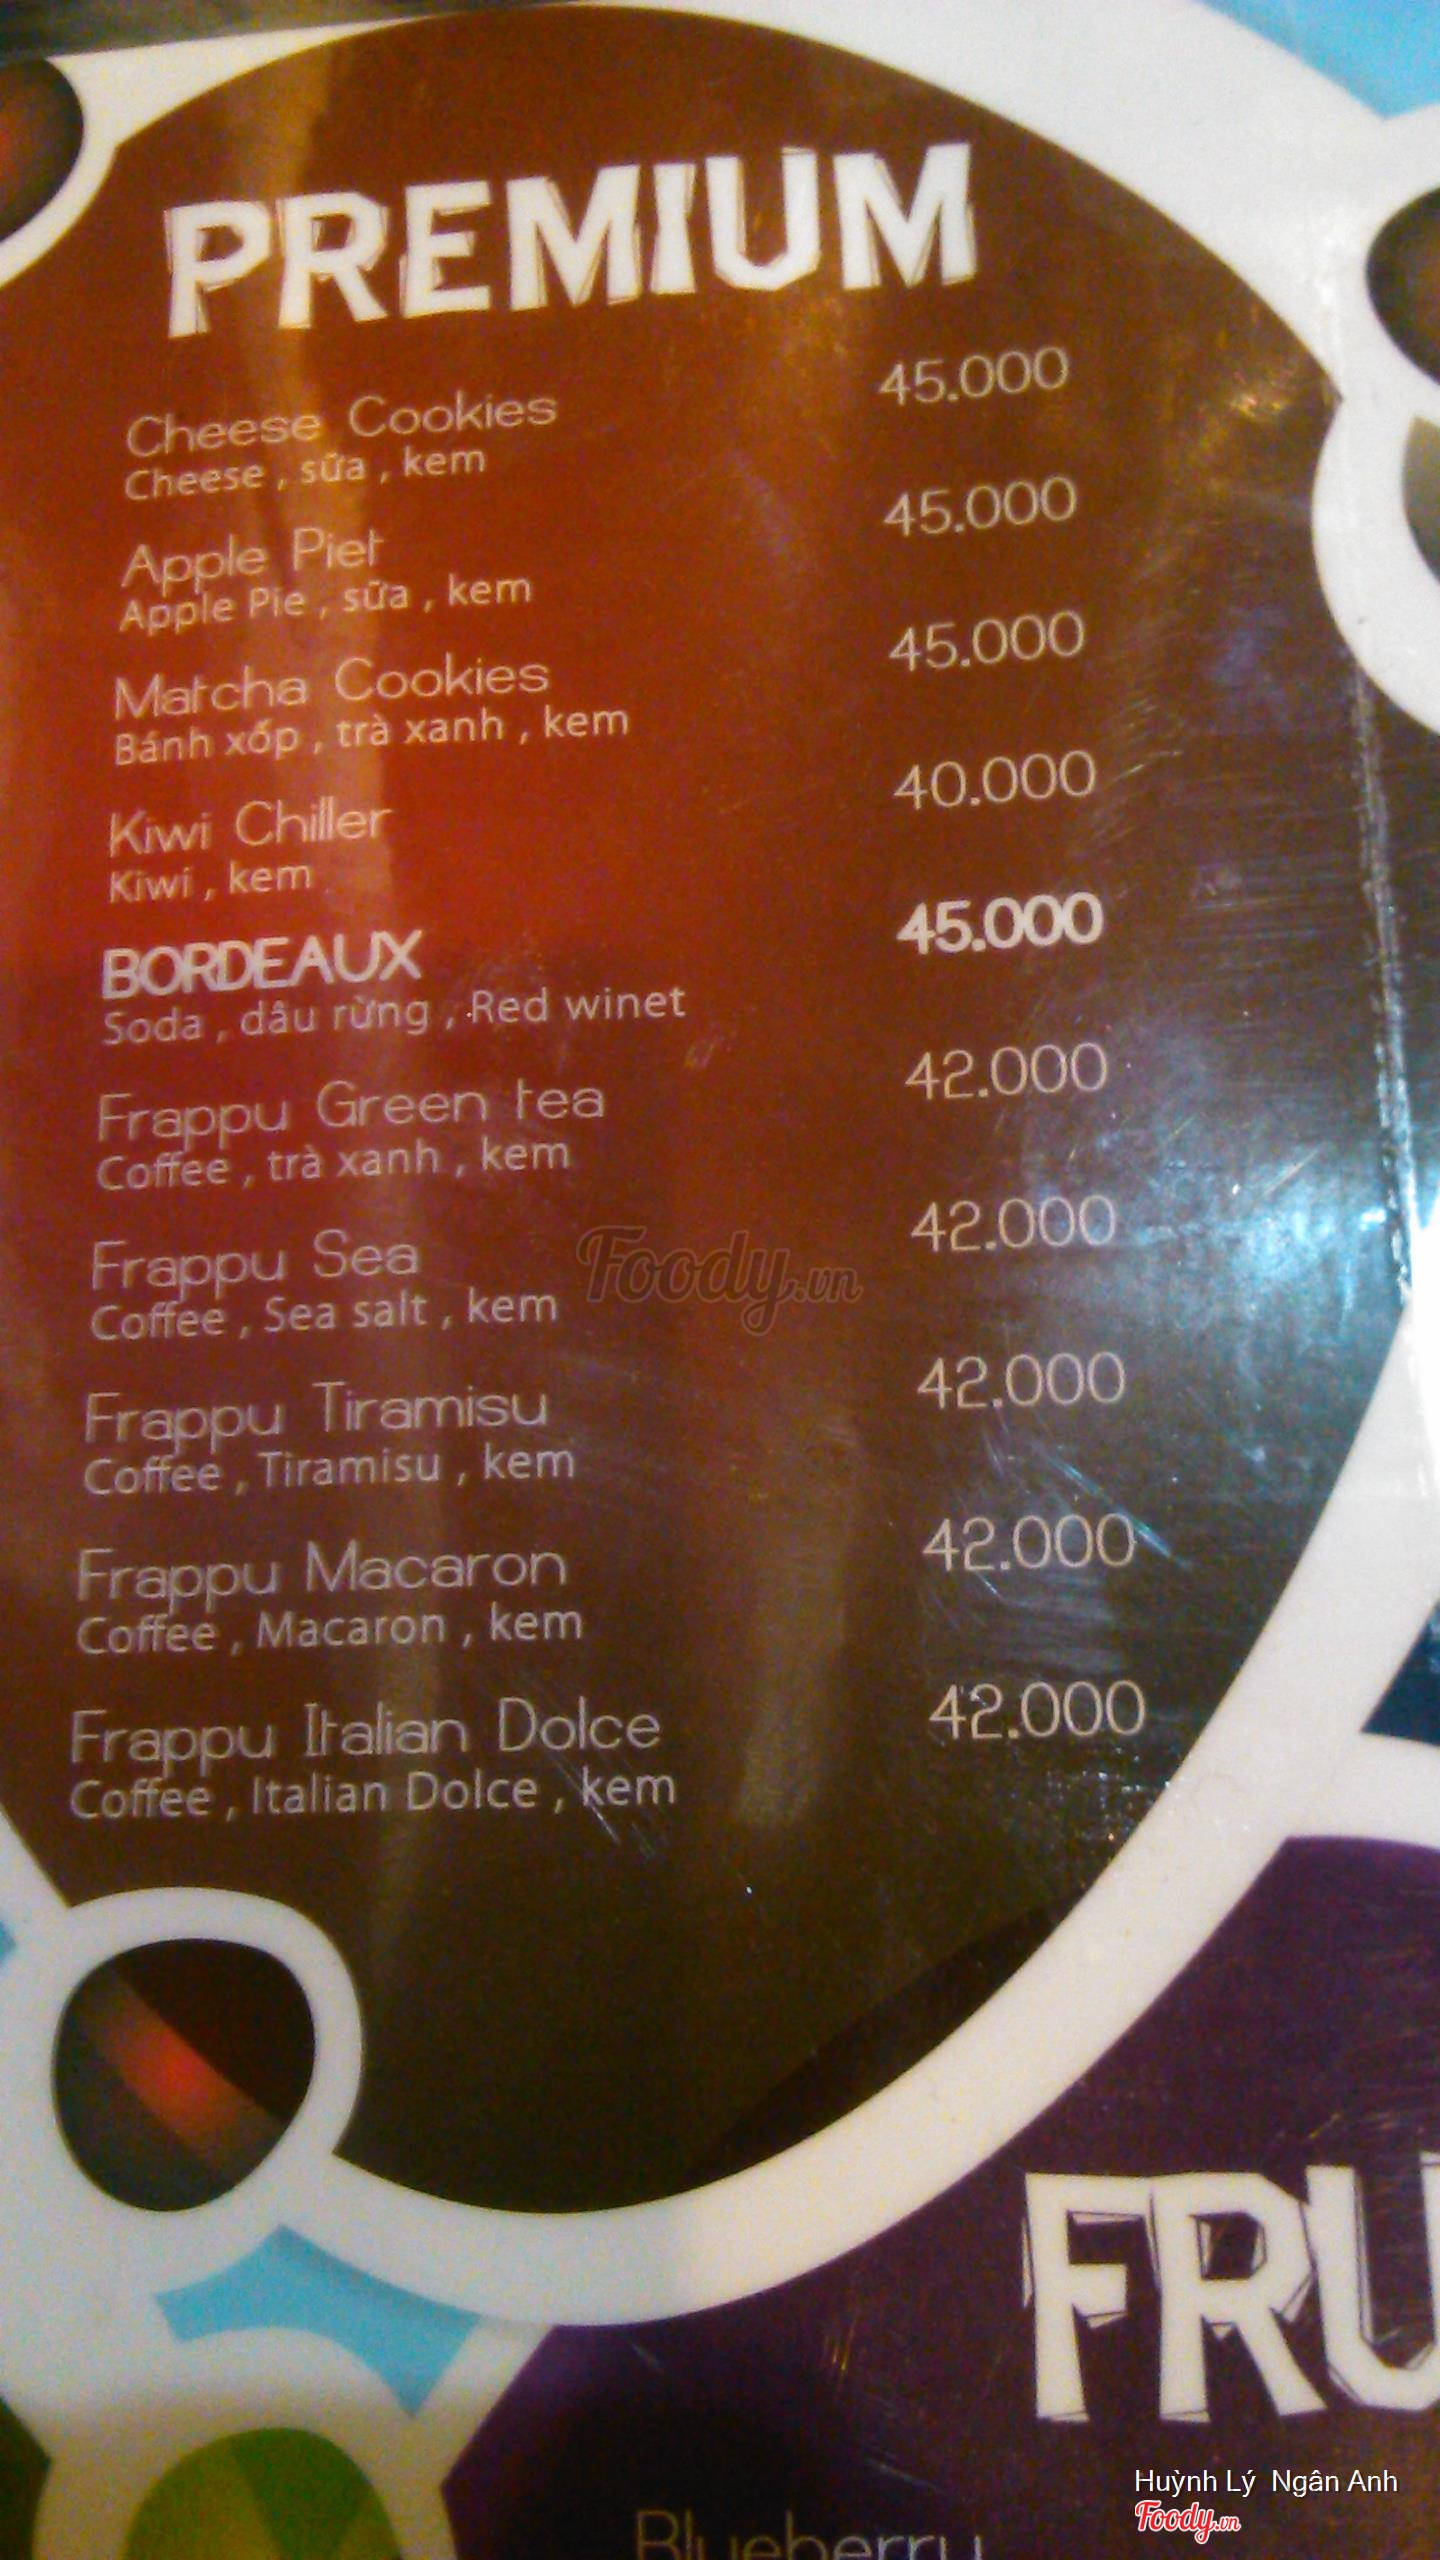 PREMIUM
Cheese Cookies 45.000
Cheese , sữa , kem
Apple Piet 45.000
Apple Pie , sữa , kem
Matcha Cookies 45.000
Bánh xốp , trà xanh , kem
Kiwi Chiller 40.000
Kiwi , kem
BORDEAUX 45.000
Soda , dâu rừng , Red winet
Frappu Green tea 42.000
Coffee , trà xanh , kem
Frappu Sea 42.000
Coffee , Sea salt , kem
Foody.vn
Frappu Tiramisu 42.000
Coffee , Tiramisu , kem
Frappu Macaron 42.000
Coffee , Macaron , kem
Frappu Italian Dolce 42.000
Coffee , Italian Dolce , kem
FRU
Blueberry
Huỳnh Lý Ngân Anh
Foody.vn